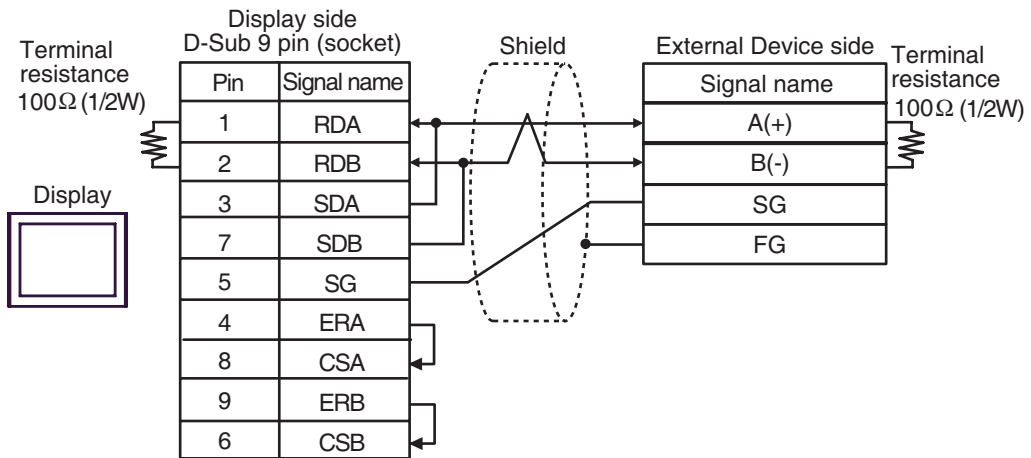 Display side
D-Sub 9 pin (socket)
Terminal
resistance
100Ω (1/2W)
Shield
External Device side
Terminal
resistance
100Ω (1/2W)
Pin Signal name
1 RDA
2 RDB
3 SDA
7 SDB
5 SG
4 ERA
8 CSA
9 ERB
6 CSB
Signal name
A(+)
B(-)
SG
FG
Display